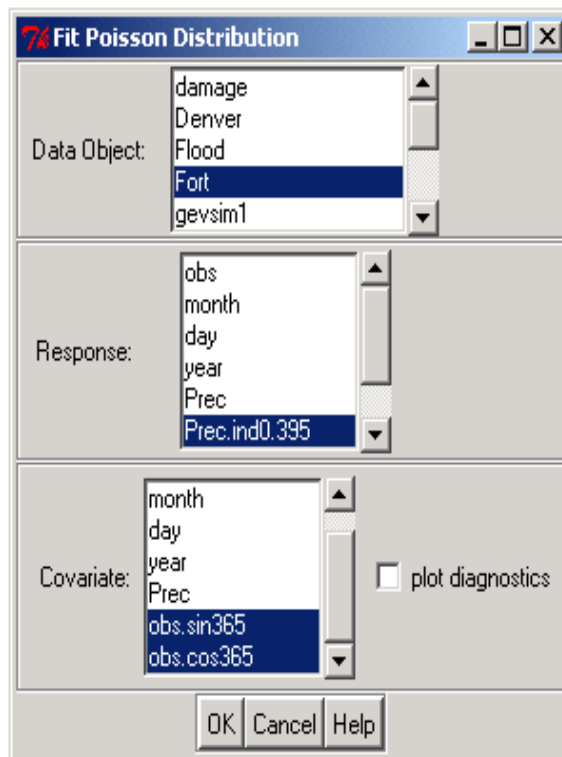 Fit Poisson Distribution
Data Object:
damage
Denver
Flood
Fort
gevsim1
Response:
obs
month
day
year
Prec
Prec.ind0.395
Covariate:
month
day
year
Prec
obs.sin365
obs.cos365
plot diagnostics
OK Cancel Help